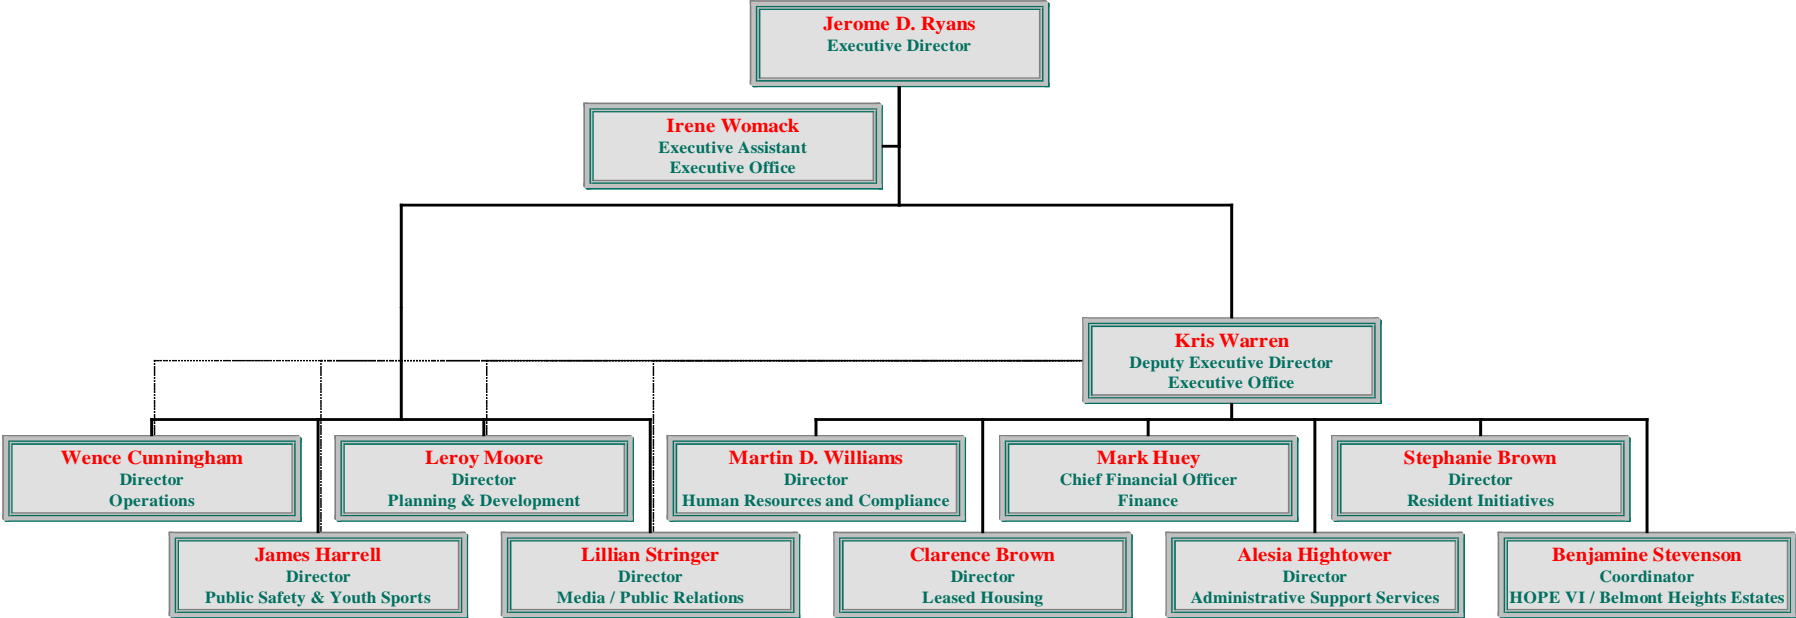 Jerome D. Ryans
Executive Director
Irene Womack
Executive Assistant
Executive Office
Kris Warren
Deputy Executive Director
Executive Office
Wence Cunningham
Director
Operations
Leroy Moore
Director
Planning & Development
Martin D. Williams
Director
Human Resources and Compliance
Mark Huey
Chief Financial Officer
Finance
Stephanie Brown
Director
Resident Initiatives
James Harrell
Director
Public Safety & Youth Sports
Lillian Stringer
Director
Media / Public Relations
Clarence Brown
Director
Leased Housing
Alesia Hightower
Director
Administrative Support Services
Benjamine Stevenson
Coordinator
HOPE VI / Belmont Heights Estates